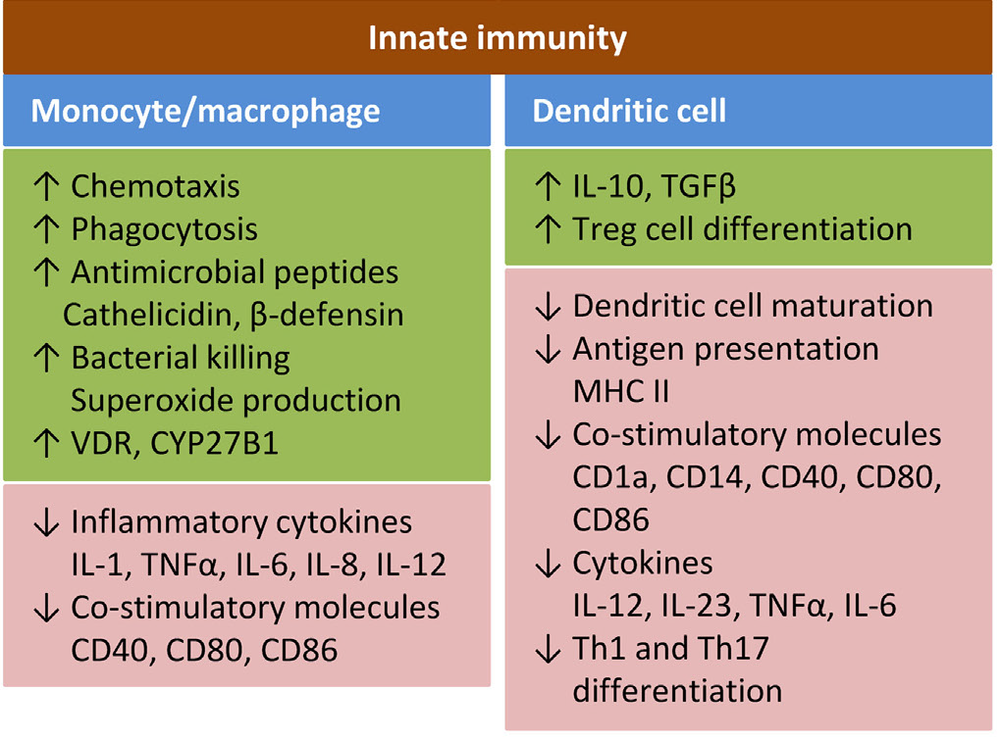 Innate immunity
Monocyte/macrophage
↑ Chemotaxis
↑ Phagocytosis
↑ Antimicrobial peptides
Cathelicidin, β-defensin
↑ Bacterial killing
Superoxide production
↑ VDR, CYP27B1
↓ Inflammatory cytokines
IL-1, TNFα, IL-6, IL-8, IL-12
↓ Co-stimulatory molecules
CD40, CD80, CD86
Dendritic cell
↑ IL-10, TGFβ
↑ Treg cell differentiation
↓ Dendritic cell maturation
↓ Antigen presentation
MHC II
↓ Co-stimulatory molecules
CD1a, CD14, CD40, CD80,
CD86
↓ Cytokines
IL-12, IL-23, TNFα, IL-6
↓ Th1 and Th17
differentiation